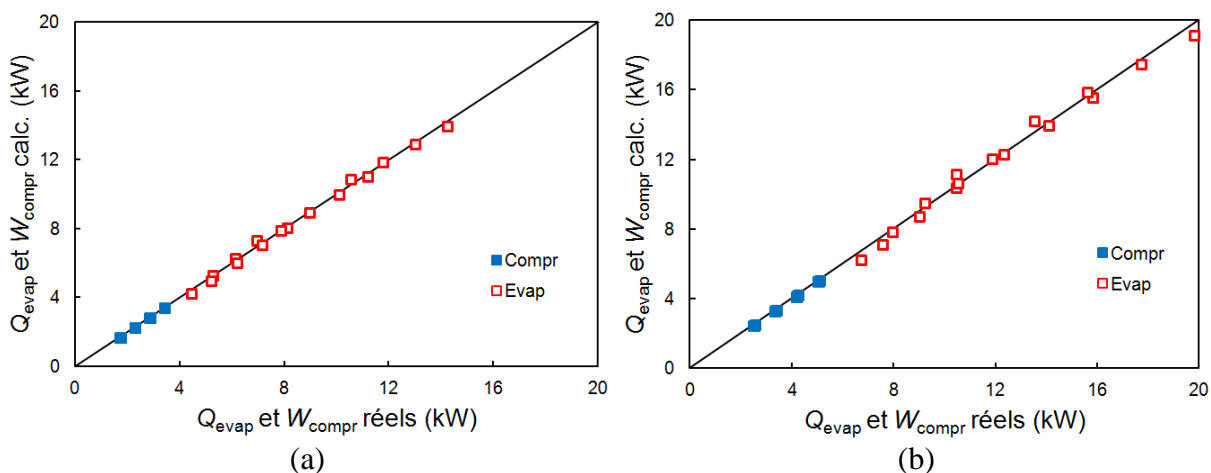 20
16
12
8
4
0
Qevap et Wcompr calc. (kW)
Compr
Evap
0 4 8 12 16 20
Qevap et Wcompr réels (kW)
(a)
20
16
12
8
4
0
Qevap et Wcompr calc. (kW)
Compr
Evap
0 4 8 12 16 20
Qevap et Wcompr réels (kW)
(b)